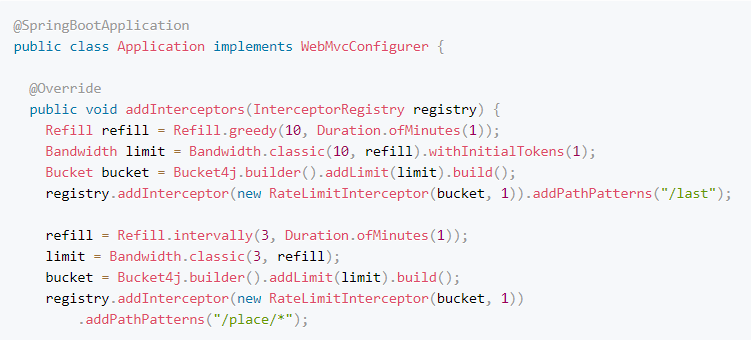 @SpringBootApplication
public class Application implements WebMvcConfigurer {
@Override
public void addInterceptors(InterceptorRegistry registry) {
Refill refill = Refill.greedy(10, Duration.ofMinutes(1));
Bandwidth limit = Bandwidth.classic(10, refill).withInitialTokens(1);
Bucket bucket = Bucket4j.builder().addLimit(limit).build();
registry.addInterceptor(new RateLimitInterceptor(bucket, 1)).addPathPatterns("/last");
refill = Refill.intervally(3, Duration.ofMinutes(1));
limit = Bandwidth.classic(3, refill);
bucket = Bucket4j.builder().addLimit(limit).build();
registry.addInterceptor(new RateLimitInterceptor(bucket, 1))
.addPathPatterns("/place/*");